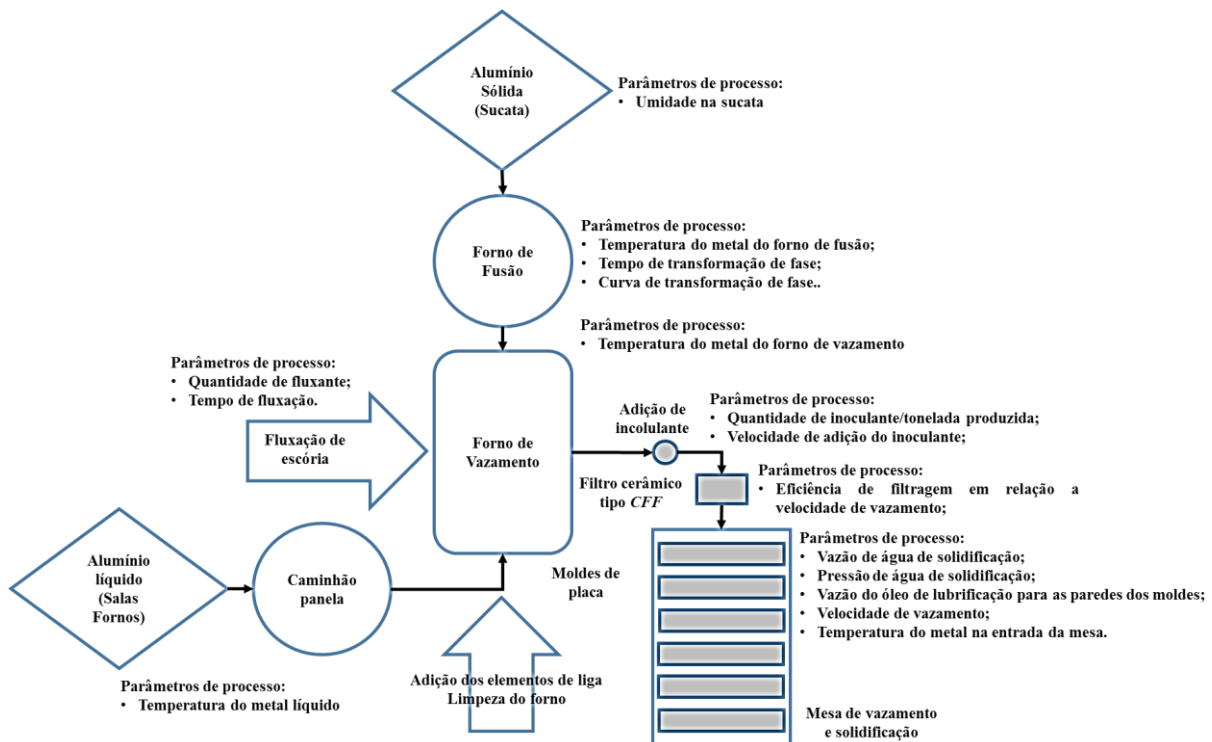 Alumínio
Sólida
(Sucata)
Parâmetros de processo:
• Umidade na sucata
Forno de
Fusão
Parâmetros de processo:
• Temperatura do metal do forno de fusão;
• Tempo de transformação de fase;
• Curva de transformação de fase..
Parâmetros de processo:
• Temperatura do metal do forno de vazamento
Parâmetros de processo:
• Quantidade de fluxante;
• Tempo de fluxação.
Fluxação de
escória
Forno de
Vazamento
Adição de
incolulante
Parâmetros de processo:
• Quantidade de inoculante/tonelada produzida;
• Velocidade de adição do inoculante;
Filtro cerâmico
tipo CFF
Parâmetros de processo:
• Eficiência de filtragem em relação a
velocidade de vazamento;
Alumínio
líquido
(Salas
Fornos)
Caminhão
panela
Moldes de
placa
Parâmetros de processo:
• Vazão de água de solidificação;
• Pressão de água de solidificação;
• Vazão do óleo de lubrificação para as paredes dos moldes;
• Velocidade de vazamento;
• Temperatura do metal na entrada da mesa.
Parâmetros de processo:
• Temperatura do metal líquido
Adição dos elementos de liga
Limpeza do forno
Mesa de vazamento
e solidificação